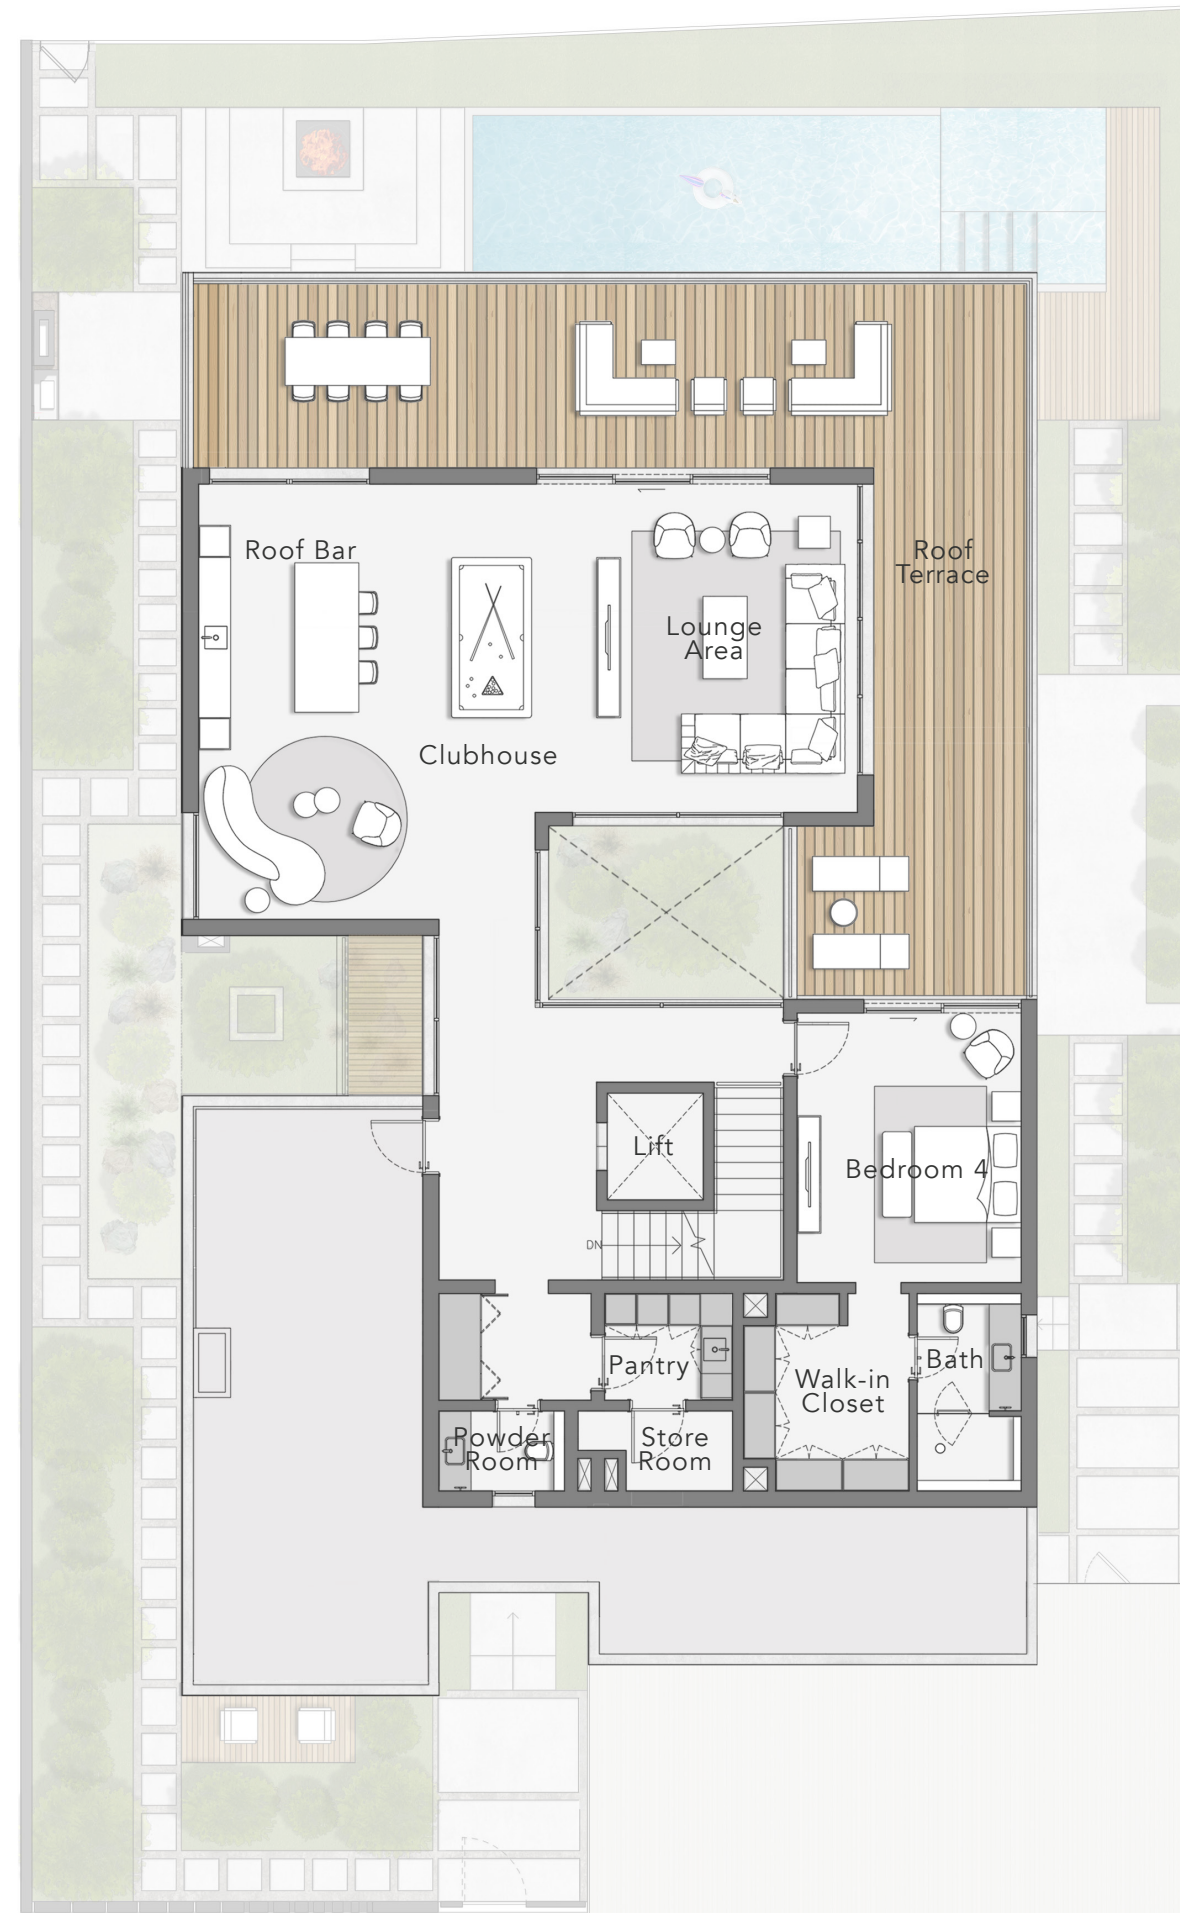 Roof Bar
Roof
Terrace
Lounge
Area
Clubhouse
Lift
Bedroom 4
DN
Pantry
Bath
Walk-in
Closet
Powder
Room
Store
Room